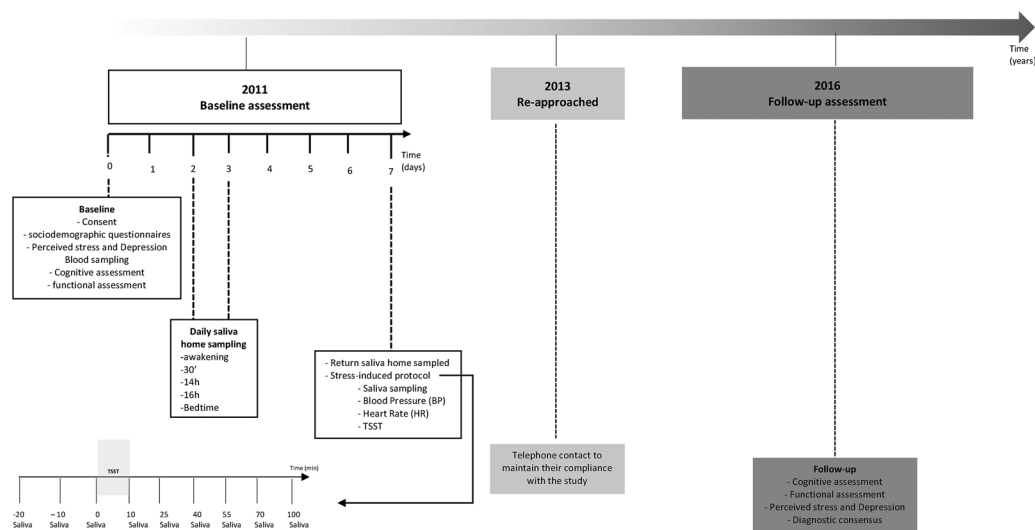 Time
(years)
2011
Baseline assessment
2013
Re-approached
2016
Follow-up assessment
0
1
2
3
4
5
6
7
Time
(days)
Baseline
- Consent
- sociodemographic questionnaires
- Perceived stress and Depression
Blood sampling
- Cognitive assessment
- functional assessment
Daily saliva
home sampling
-awakening
-30'
-14h
-16h
-Bedtime
- Return saliva home sampled
- Stress-induced protocol
- Saliva sampling
- Blood Pressure (BP)
- Heart Rate (HR)
- TSST
Telephone contact to
maintain their compliance
with the study
Follow-up
- Cognitive assessment
- Functional assessment
- Perceived stress and Depression
- Diagnostic consensus
TSST
Time (min)
-20 –10 0 10 25 40 55 70 100
Saliva Saliva Saliva Saliva Saliva Saliva Saliva Saliva Saliva